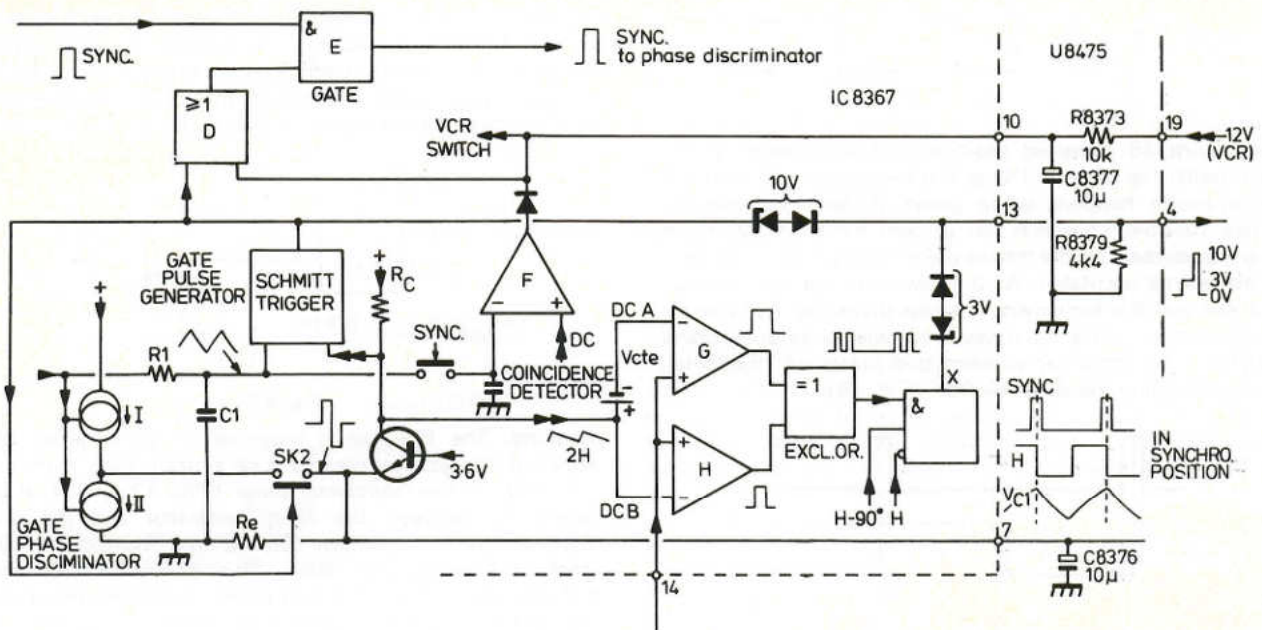 SYNC.
&
E
GATE
SYNC.
to phase discriminator
≥1
D
VCR
SWITCH
IC 8367
U8475
10
R8373
10k
19
12V
(VCR)
C8377
10µ
10V
13
4
R8379
4k4
10V
3V
0V
GATE
PULSE
GENERATOR
SCHMITT
TRIGGER
+
RC
F
-
+
DC
COINCIDENCE
DETECTOR
SYNC.
DC A
Vcte
-
+
DC B
-
G
+
+
H
-
=1
EXCL.OR.
3V
X
&
H-90° H
+
R1
I
C1
II
SK2
2H
3·6V
GATE
PHASE
DISCIMINATOR
Re
14
7
C8376
10µ
SYNC
H
VC1
IN
SYNCHRO.
POSITION